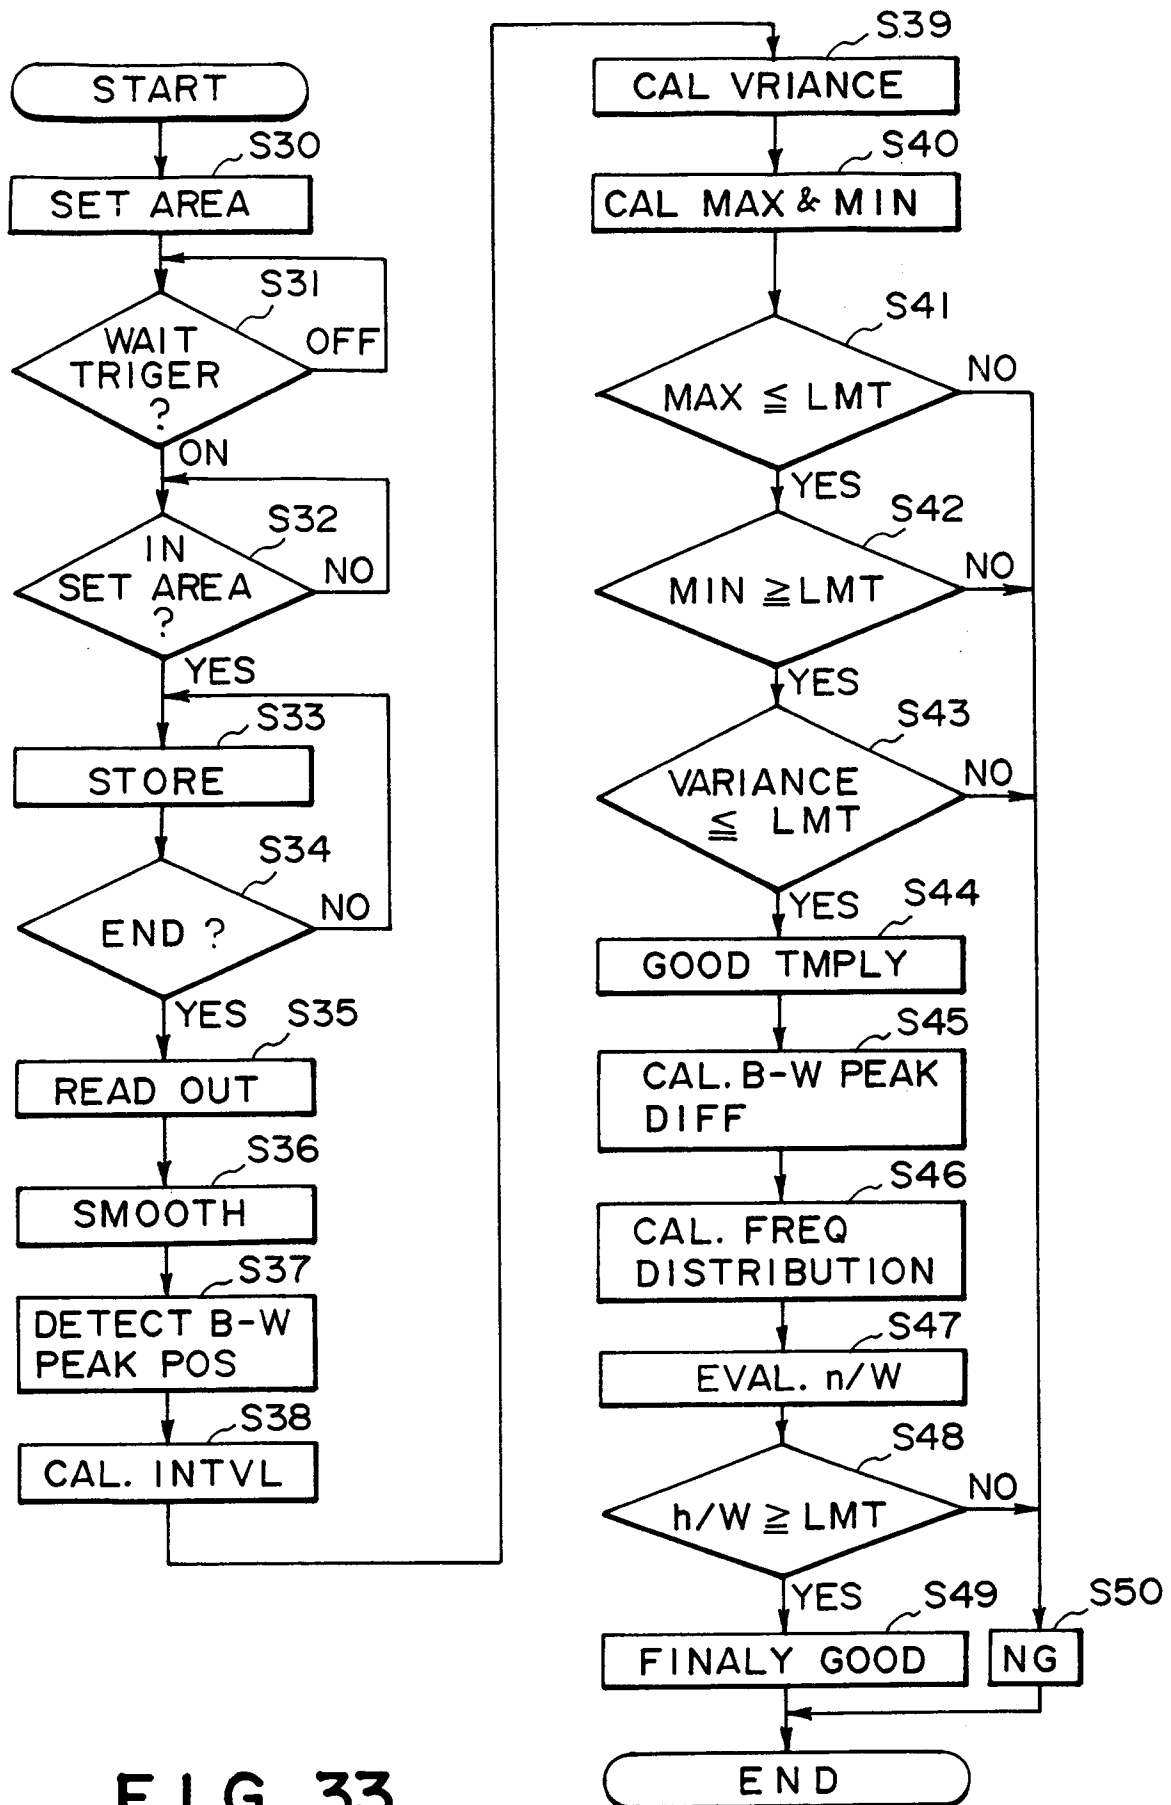 START
S30
SET AREA
S31
WAIT
TRIGER
?
OFF
ON
S32
IN
SET AREA
?
NO
YES
S33
STORE
S34
END ?
NO
YES
S35
READ OUT
S36
SMOOTH
S37
DETECT B-W
PEAK POS
S38
CAL. INTVL
S39
CAL VRIANCE
S40
CAL MAX & MIN
S41
MAX ≦ LMT
NO
YES
S42
MIN ≧ LMT
NO
YES
S43
VARIANCE
≦ LMT
NO
YES
S44
GOOD TMPLY
S45
CAL. B-W PEAK
DIFF
S46
CAL. FREQ
DISTRIBUTION
S47
EVAL. n/W
S48
h/W ≧ LMT
NO
YES
S49
FINALY GOOD
S50
NG
END
FIG. 33